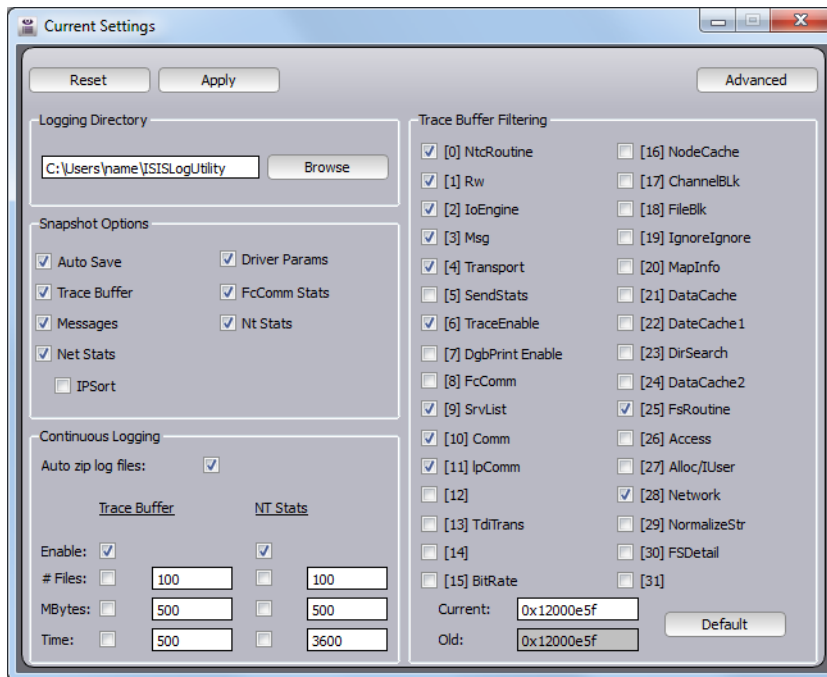 Current Settings
Reset
Apply
Advanced
Logging Directory
C:\Users\name\ISISLogUtility
Browse
Snapshot Options
Auto Save
Driver Params
Trace Buffer
FcComm Stats
Messages
Nt Stats
Net Stats
IPSort
Continuous Logging
Auto zip log files:
Trace Buffer
NT Stats
Enable:
# Files:
100
100
MBytes:
500
500
Time:
500
3600
Trace Buffer Filtering
[0] NtcRoutine
[1] Rw
[2] IoEngine
[3] Msg
[4] Transport
[5] SendStats
[6] TraceEnable
[7] DgbPrint Enable
[8] FcComm
[9] SrvList
[10] Comm
[11] IpComm
[12]
[13] TdiTrans
[14]
[15] BitRate
[16] NodeCache
[17] ChannelBLk
[18] FileBlk
[19] IgnoreIgnore
[20] MapInfo
[21] DataCache
[22] DateCache1
[23] DirSearch
[24] DataCache2
[25] FsRoutine
[26] Access
[27] Alloc/IUser
[28] Network
[29] NormalizeStr
[30] FSDetail
[31]
Current:
0x12000e5f
Old:
0x12000e5f
Default